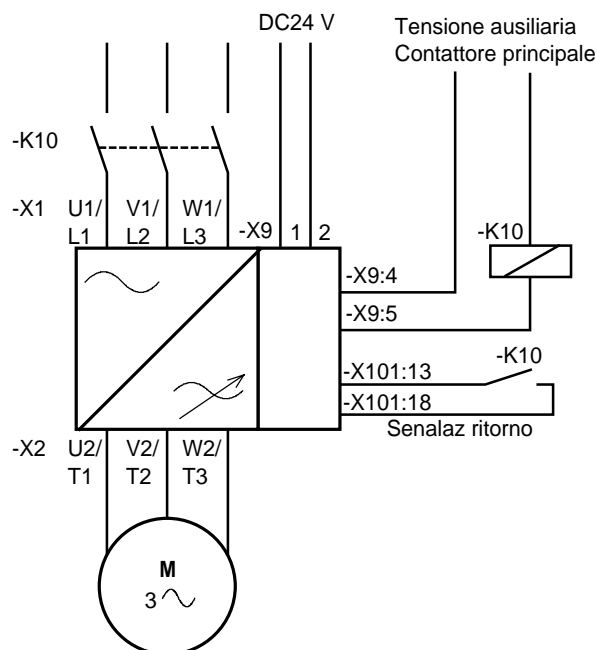 DC24 V
Tensione ausiliaria
Contattore principale
-K10
-X1 U1/ V1/ W1/
L1 L2 L3 -X9 1 2
-K10
-X9:4
-X9:5
-K10
-X101:13
-X101:18
Senalaz ritorno
-X2 U2/ V2/ W2/
T1 T2 T3
M
3